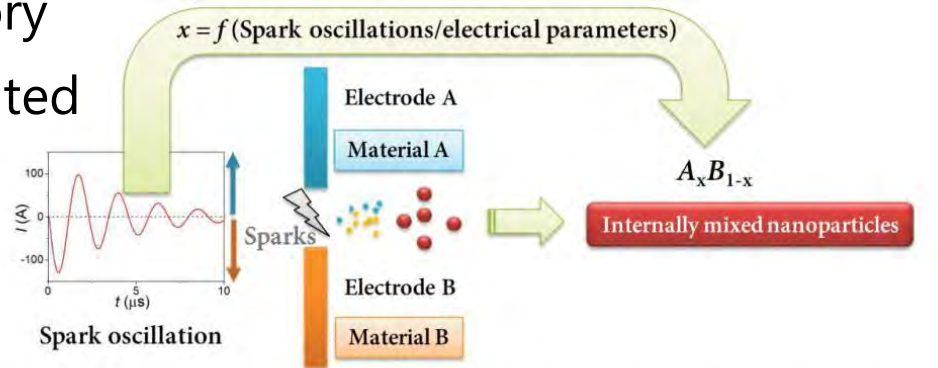 ory
ted
x = f (Spark oscillations/electrical parameters)
Electrode A
Material A
AxB1-x
100
0
-100
I (A)
0 5 10
t (μs)
Spark oscillation
Sparks
Internally mixed nanoparticles
Electrode B
Material B